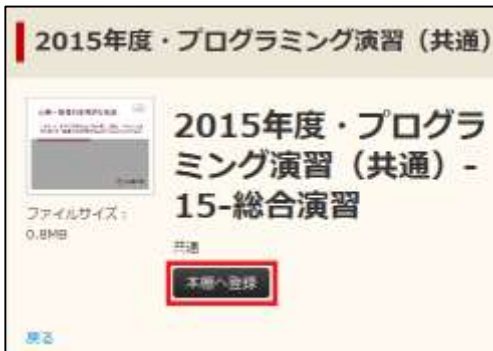 2015年度・プログラミング演習（共通）
2015年度・プログラ
ミング演習（共通）-
15-総合演習
ファイルサイズ：
0.8MB
共通
本棚へ登録
戻る